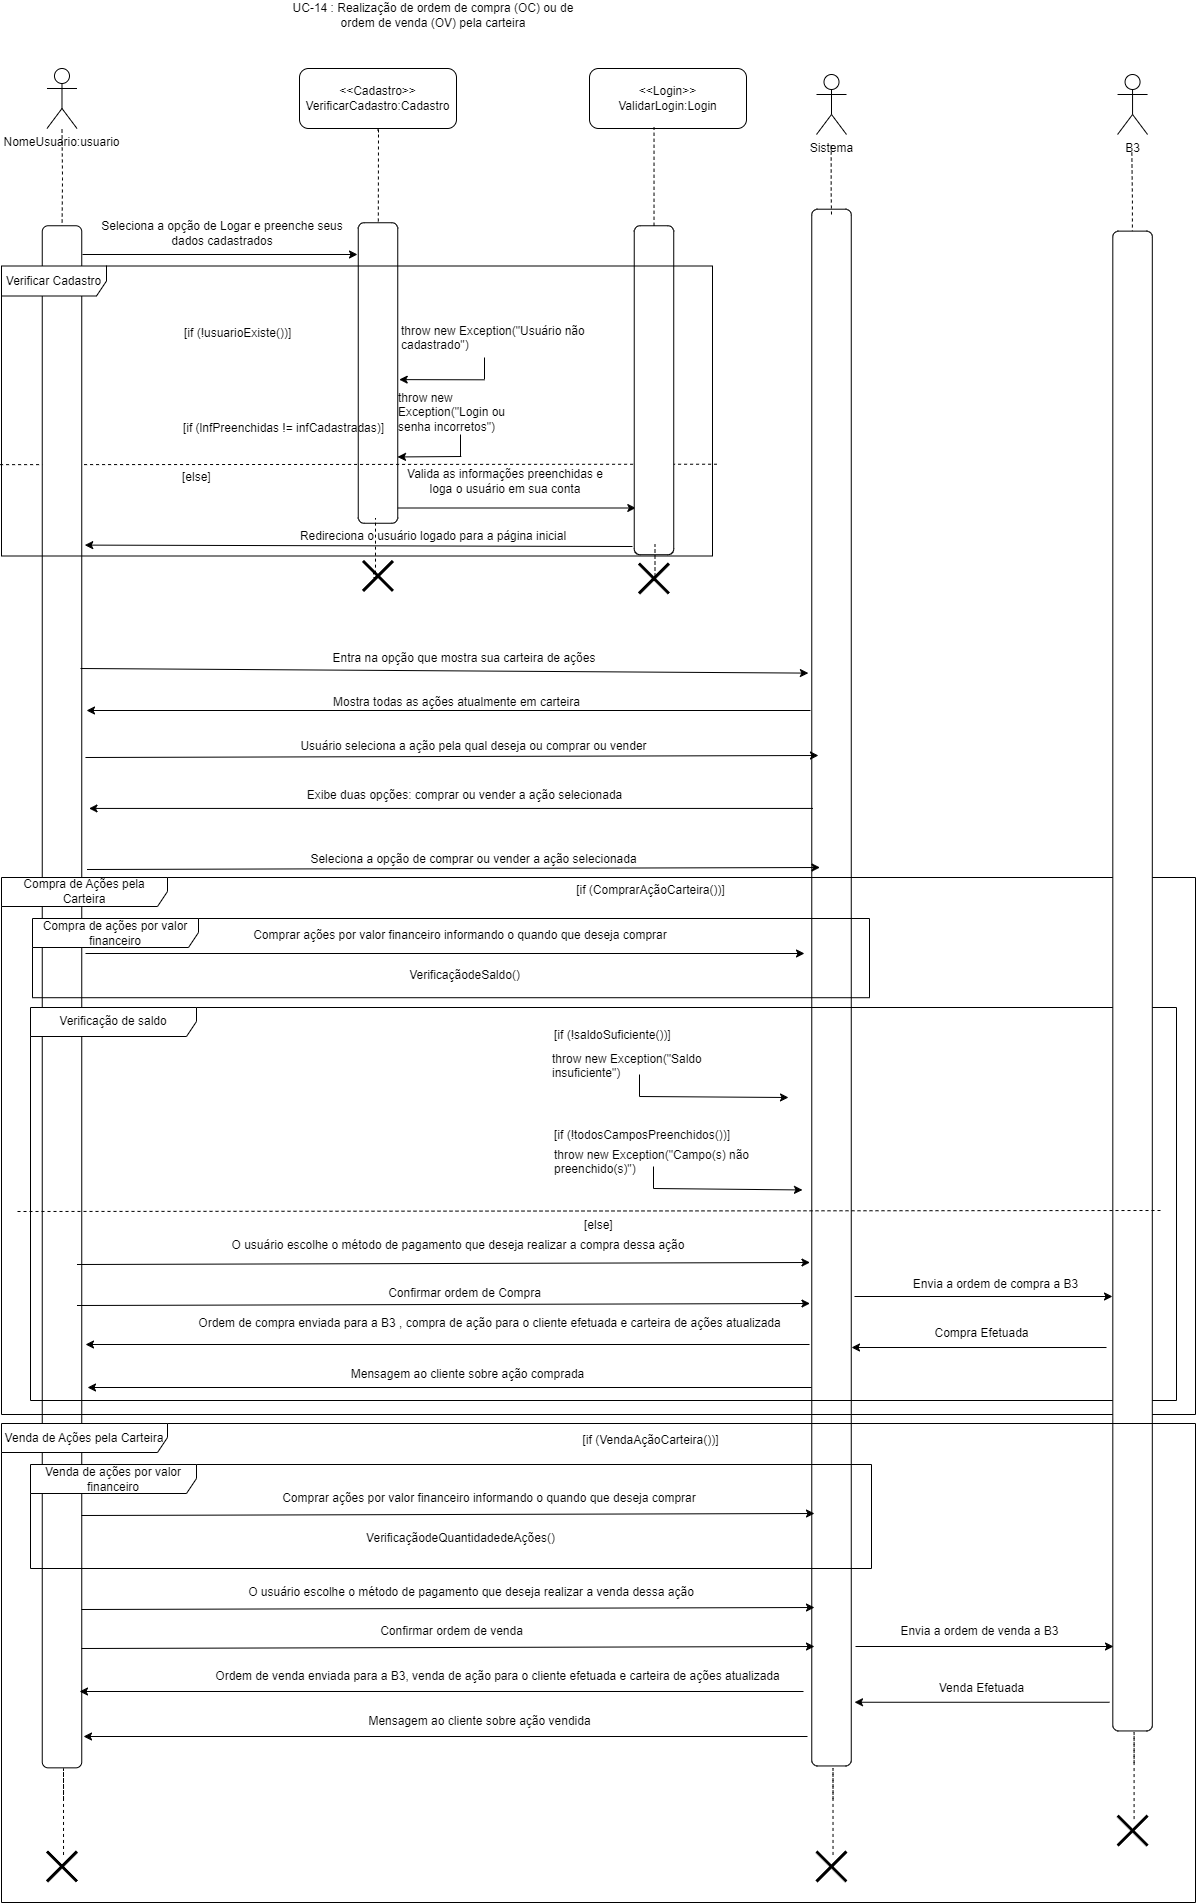 UC-14 : Realização de ordem de compra (OC) ou de
ordem de venda (OV) pela carteira
<<Cadastro>>
VerificarCadastro:Cadastro
<<Login>>
ValidarLogin:Login
NomeUsuario:usuario
Sistema
B3
Seleciona a opção de Logar e preenche seus
dados cadastrados
Verificar Cadastro
[if (!usuarioExiste())]
throw new Exception("Usuário não
cadastrado")
throw new
Exception("Login ou
senha incorretos")
[if (InfPreenchidas != infCadastradas)]
[else]
Valida as informações preenchidas e
loga o usuário em sua conta
Redireciona o usuário logado para a página inicial
Entra na opção que mostra sua carteira de ações
Mostra todas as ações atualmente em carteira
Usuário seleciona a ação pela qual deseja ou comprar ou vender
Exibe duas opções: comprar ou vender a ação selecionada
Seleciona a opção de comprar ou vender a ação selecionada
Compra de Ações pela
Carteira
[if (ComprarAçãoCarteira())]
Compra de ações por valor
financeiro
Comprar ações por valor financeiro informando o quando que deseja comprar
VerificaçãodeSaldo()
Verificação de saldo
[if (!saldoSuficiente())]
throw new Exception("Saldo
insuficiente")
[if (!todosCamposPreenchidos())]
throw new Exception("Campo(s) não
preenchido(s)")
[else]
O usuário escolhe o método de pagamento que deseja realizar a compra dessa ação
Envia a ordem de compra a B3
Confirmar ordem de Compra
Ordem de compra enviada para a B3 , compra de ação para o cliente efetuada e carteira de ações atualizada
Compra Efetuada
Mensagem ao cliente sobre ação comprada
Venda de Ações pela Carteira
[if (VendaAçãoCarteira())]
Venda de ações por valor
financeiro
Comprar ações por valor financeiro informando o quando que deseja comprar
VerificaçãodeQuantidadedeAções()
O usuário escolhe o método de pagamento que deseja realizar a venda dessa ação
Confirmar ordem de venda
Envia a ordem de venda a B3
Ordem de venda enviada para a B3, venda de ação para o cliente efetuada e carteira de ações atualizada
Venda Efetuada
Mensagem ao cliente sobre ação vendida